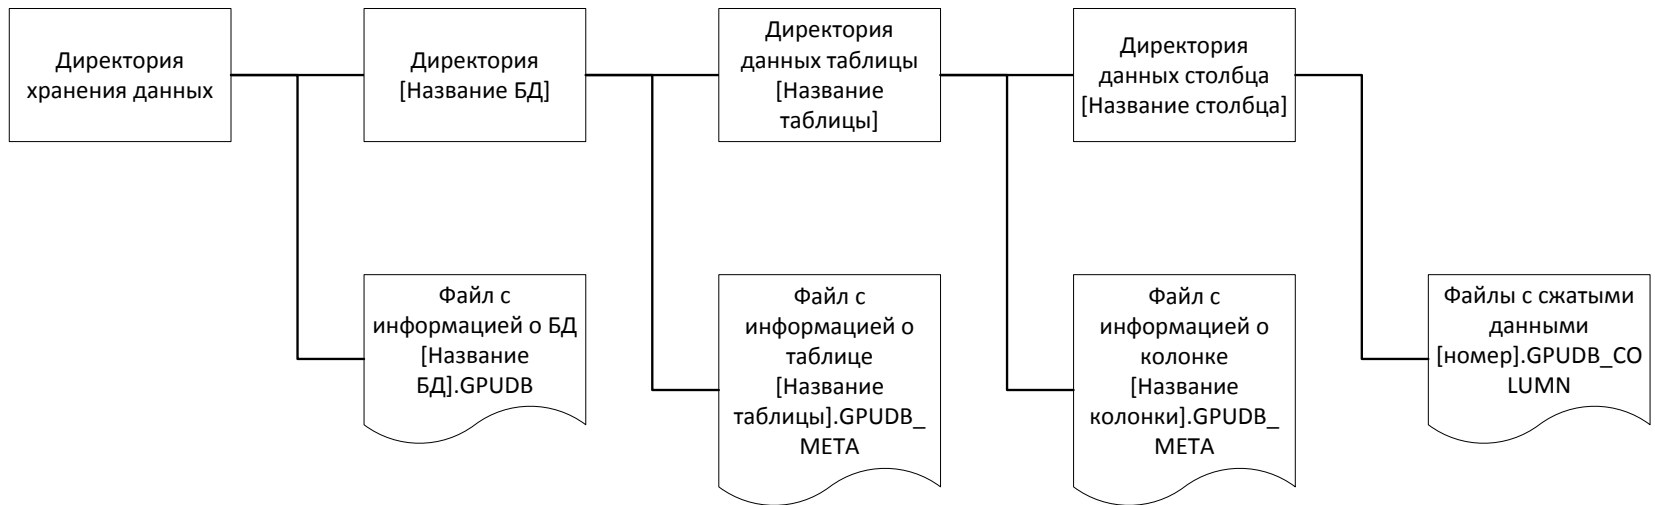 Директория
хранения данных
Директория
[Название БД]
Директория
данных таблицы
[Название
таблицы]
Директория
данных столбца
[Название столбца]
Файл с
информацией о БД
[Название
БД].GPUDB
Файл с
информацией о
таблице
[Название
таблицы].GPUDB_
META
Файл с
информацией о
колонке
[Название
колонки].GPUDB_
META
Файлы с сжатыми
данными
[номер].GPUDB_CO
LUMN